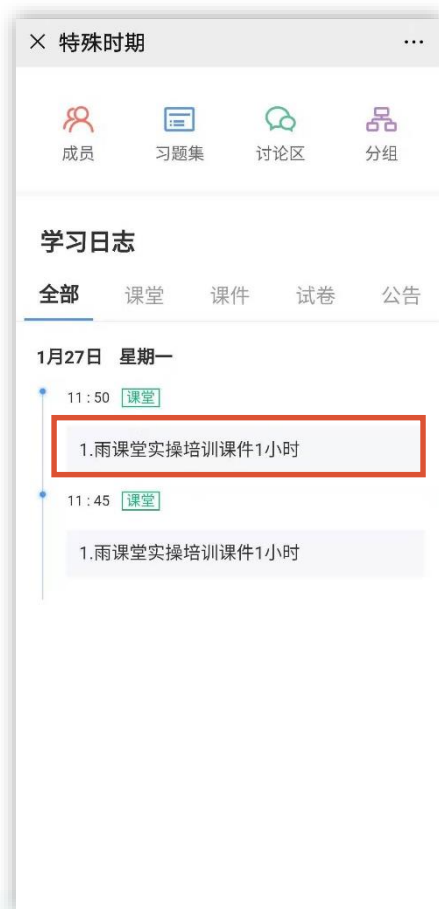 特殊时期
成员 习题集 讨论区 分组
学习日志
全部 课堂 课件 试卷 公告
1月27日 星期一
11:50 课堂
1.雨课堂实操培训课件1小时
11:45 课堂
1.雨课堂实操培训课件1小时